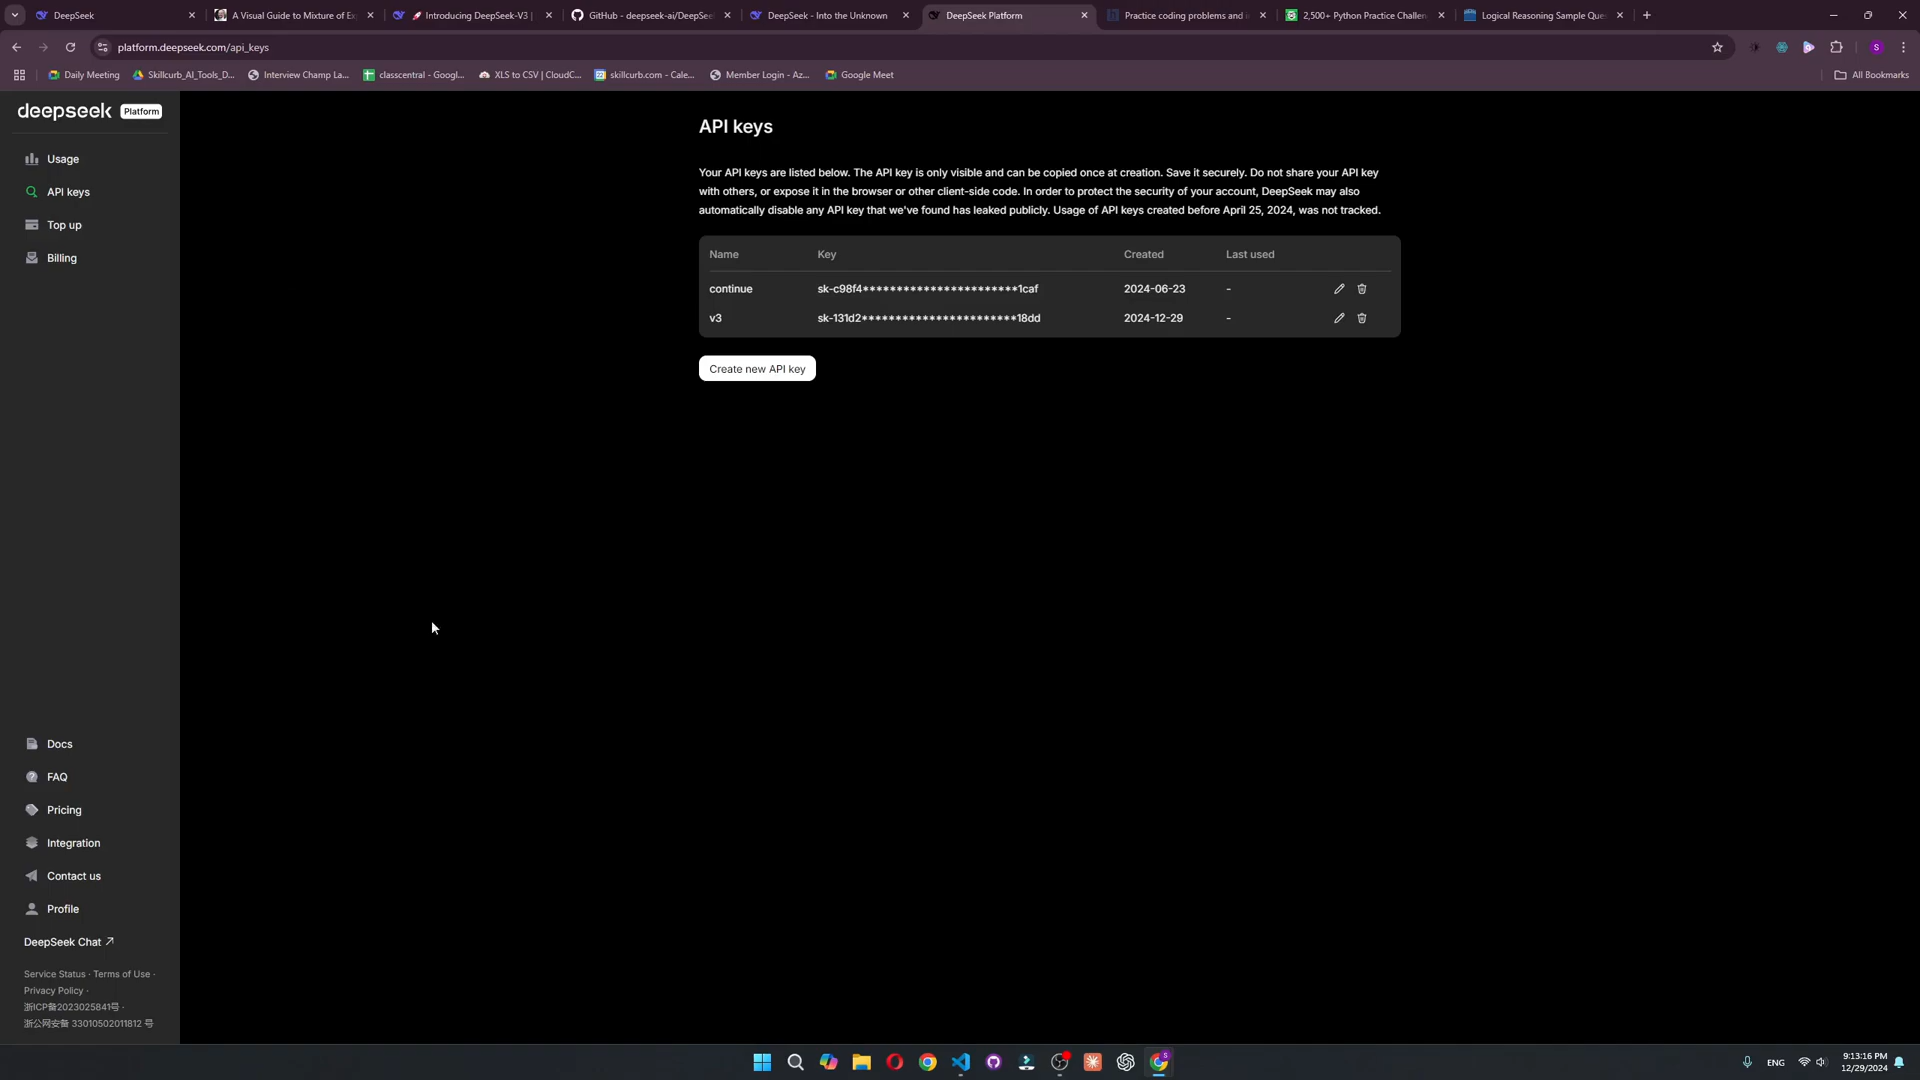 DeepSeek
A Visual Guide to Mixture of Ex
🚀 Introducing DeepSeek-V3 |
GitHub - deepseek-ai/DeepSee
DeepSeek - Into the Unknown
DeepSeek Platform
Practice coding problems and i
2,500+ Python Practice Challen
Logical Reasoning Sample Que
platform.deepseek.com/api_keys
S
Daily Meeting
Skillcurb_AI_Tools_D...
Interview Champ La...
classcentral - Googl...
XLS to CSV | CloudC...
skillcurb.com - Cale...
Member Login - Az...
Google Meet
All Bookmarks
deepseek Platform
Usage
API keys
Top up
Billing
Docs
FAQ
Pricing
Integration
Contact us
Profile
DeepSeek Chat ↗
Service Status · Terms of Use ·
Privacy Policy ·
浙ICP备2023025841号 ·
浙公网安备 33010502011812 号
API keys
Your API keys are listed below. The API key is only visible and can be copied once at creation. Save it securely. Do not share your API key
with others, or expose it in the browser or other client-side code. In order to protect the security of your account, DeepSeek may also
automatically disable any API key that we've found has leaked publicly. Usage of API keys created before April 25, 2024, was not tracked.
Name Key Created Last used
continue sk-c98f4***********************1caf 2024-06-23 -
v3 sk-131d2***********************18dd 2024-12-29 -
Create new API key
ENG
9:13:16 PM
12/29/2024